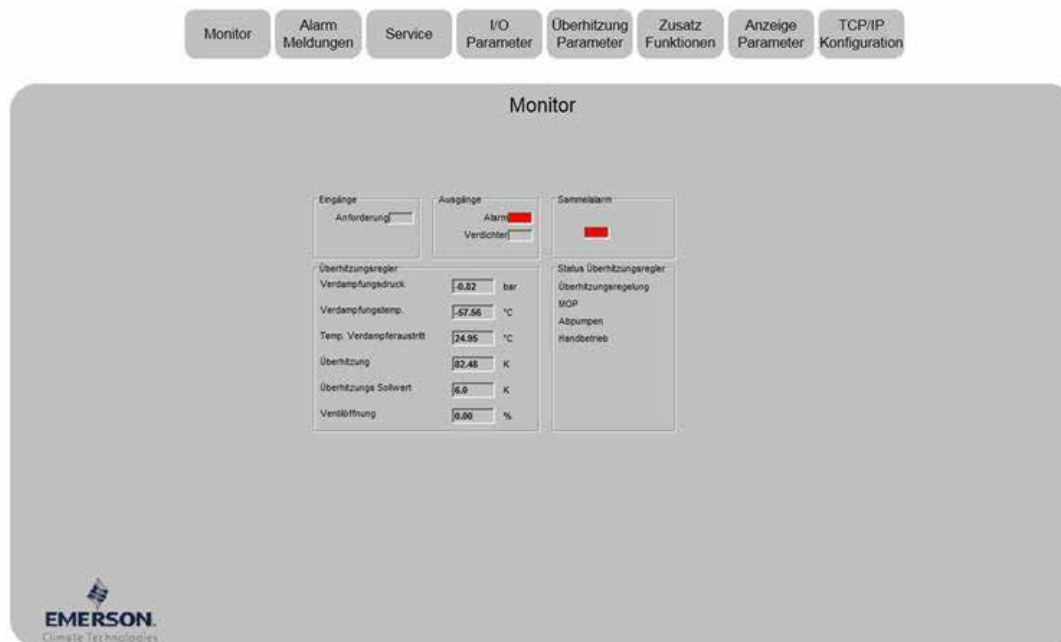 Monitor
Alarm Meldungen
Service
I/O Parameter
Überhitzung Parameter
Zusatz Funktionen
Anzeige Parameter
TCP/IP Konfiguration
Monitor
Eingänge
Anforderung
Ausgänge
Alarm
Verdichter
Sammelalarm
Überhitzungsregler
Verdampfungsdruck -0.82 bar
Verdampfungstemp. -57.56 °C
Temp. Verdampferaustritt 24.95 °C
Überhitzung 82.48 K
Überhitzungs Sollwert 6.0 K
Ventilöffnung 0.00 %
Status Überhitzungsregler
Überhitzungsregelung
MOP
Abpumpen
Handbetrieb
EMERSON.
Climate Technologies